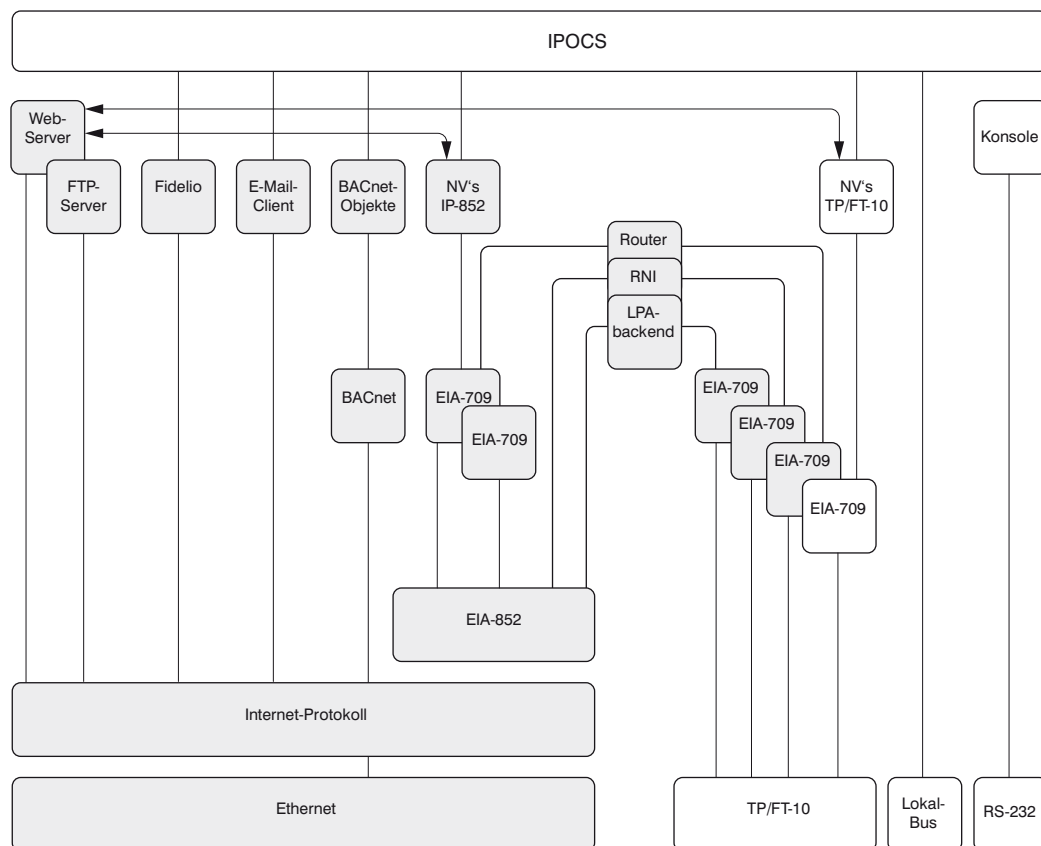 IPOCS
Web-
Server
Konsole
FTP-
Server
Fidelio
E-Mail-
Client
BACnet-
Objekte
NV‘s
IP-852
NV‘s
TP/FT-10
Router
RNI
LPA-
backend
BACnet
EIA-709
EIA-709
EIA-709
EIA-709
EIA-709
EIA-709
EIA-852
Internet-Protokoll
Ethernet
TP/FT-10
Lokal-
Bus
RS-232